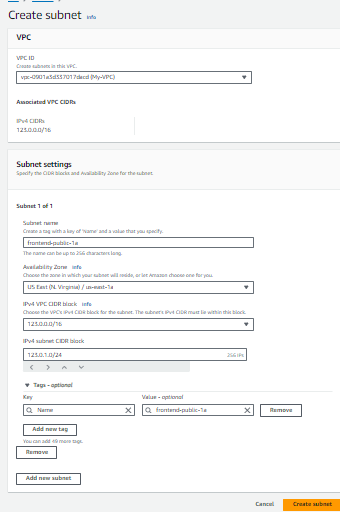 Create subnet Info
VPC
VPC ID
Create subnets in this VPC.
vpc-0901a3d337017dacd (My-VPC)
Associated VPC CIDRs
IPv4 CIDRs
123.0.0.0/16
Subnet settings
Specify the CIDR blocks and Availability Zone for the subnet.
Subnet 1 of 1
Subnet name
Create a tag with a key of 'Name' and a value that you specify.
frontend-public-1a
The name can be up to 256 characters long.
Availability Zone Info
Choose the zone in which your subnet will reside, or let Amazon choose one for you.
US East (N. Virginia) / us-east-1a
IPv4 VPC CIDR block Info
Choose the VPC's IPv4 CIDR block for the subnet. The subnet's IPv4 CIDR must lie within this block.
123.0.0.0/16
IPv4 subnet CIDR block
123.0.1.0/24 256 IPs
Tags - optional
Key Value - optional
Name frontend-public-1a Remove
Add new tag
You can add 49 more tags.
Remove
Add new subnet
Cancel Create subnet